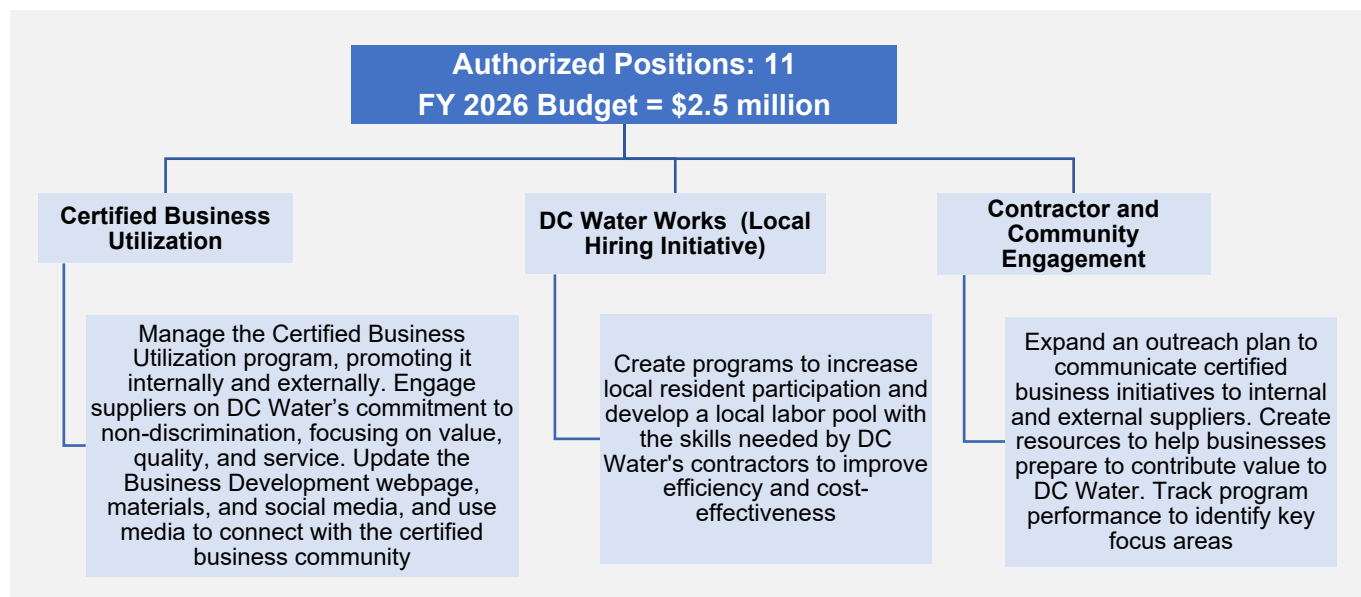 Authorized Positions: 11
FY 2026 Budget = $2.5 million
Certified Business
Utilization
Manage the Certified Business
Utilization program, promoting it
internally and externally. Engage
suppliers on DC Water’s commitment to
non-discrimination, focusing on value,
quality, and service. Update the
Business Development webpage,
materials, and social media, and use
media to connect with the certified
business community
DC Water Works  (Local
Hiring Initiative)
Create programs to increase
local resident participation and
develop a local labor pool with
the skills needed by DC
Water's contractors to improve
efficiency and cost-
effectiveness
Contractor and
Community
Engagement
Expand an outreach plan to
communicate certified
business initiatives to internal
and external suppliers. Create
resources to help businesses
prepare to contribute value to
DC Water. Track program
performance to identify key
focus areas